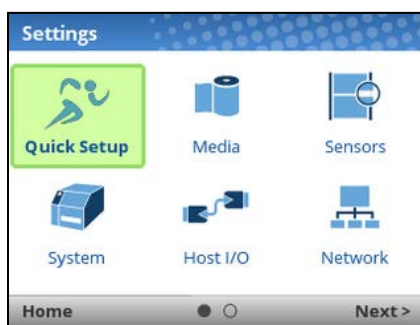 Settings
Quick Setup Media Sensors
System Host I/O Network
Home Next >